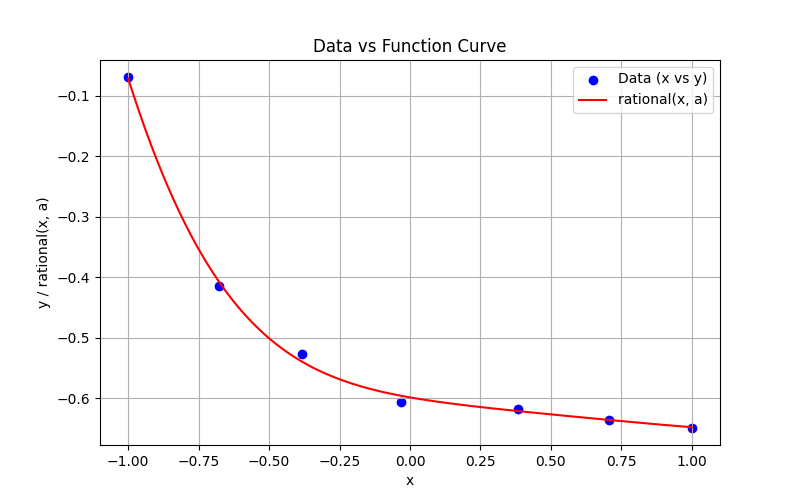 Data vs Function Curve
Data (x vs y)
rational(x, a)
y / rational(x, a)
−0.1
−0.2
−0.3
−0.4
−0.5
−0.6
−1.00 −0.75 −0.50 −0.25 0.00 0.25 0.50 0.75 1.00
x